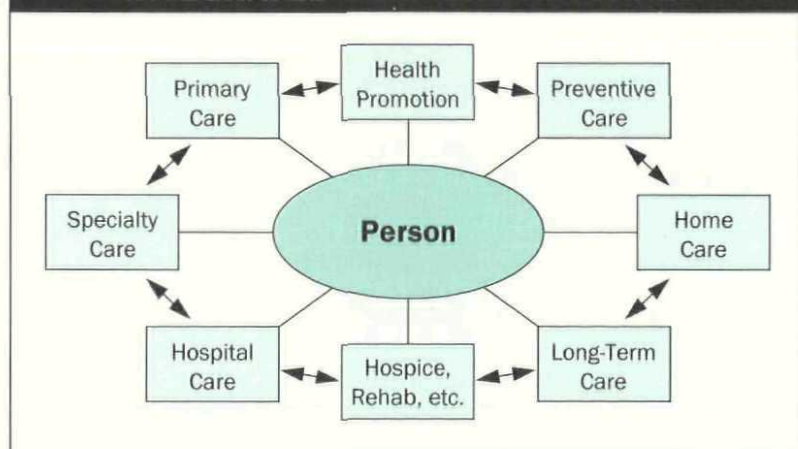 Health
Promotion
Primary
Care
Preventive
Care
Specialty
Care
Person
Home
Care
Hospital
Care
Hospice,
Rehab, etc.
Long-Term
Care